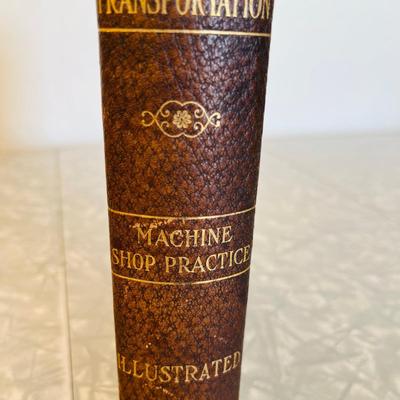 TRANSPORTATION
MACHINE
SHOP PRACTICE
ILLUSTRATED